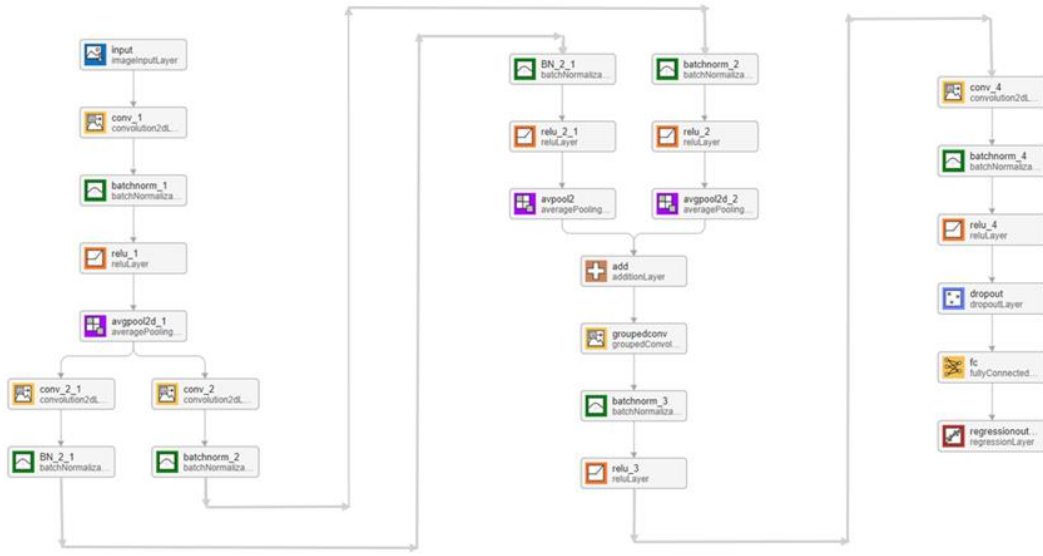 input
imageInputLayer
conv_1
convolution2dL...
batchnorm_1
batchNormaliza...
relu_1
reluLayer
avgpool2d_1
averagePooling...
conv_2_1
convolution2dL...
conv_2
convolution2dL...
BN_2_1
batchNormaliza...
batchnorm_2
batchNormaliza...
BN_2_1
batchNormaliza...
batchnorm_2
batchNormaliza...
relu_2_1
reluLayer
relu_2
reluLayer
avpool2
averagePooling...
avgpool2d_2
averagePooling...
add
additionLayer
groupedconv
groupedConvol...
batchnorm_3
batchNormaliza...
relu_3
reluLayer
conv_4
convolution2dL...
batchnorm_4
batchNormaliza...
relu_4
reluLayer
dropout
dropoutLayer
fc
fullyConnected...
regressionout...
regressionLayer